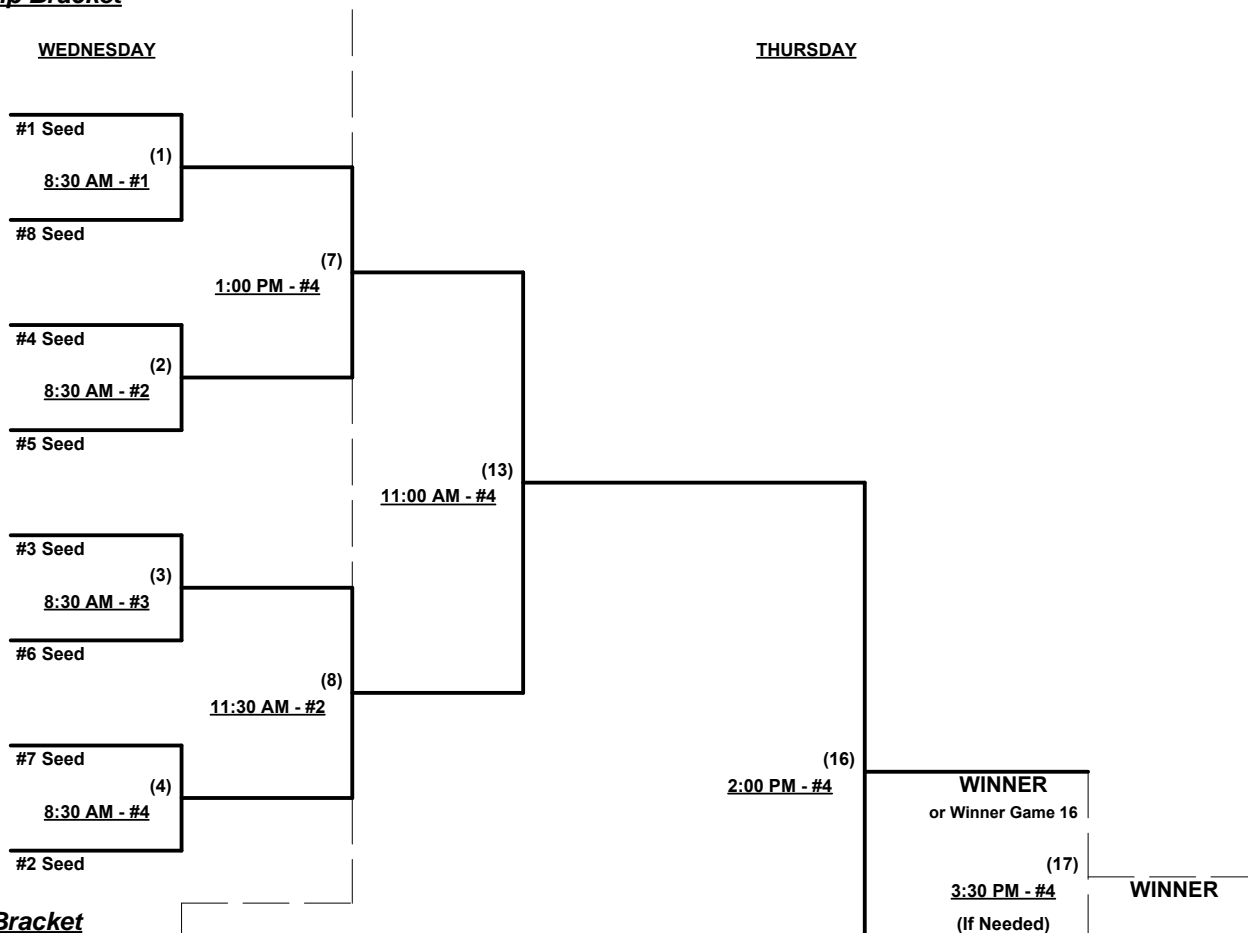 Bracket
WEDNESDAY
THURSDAY
#1 Seed
(1)
8:30 AM - #1
#8 Seed
(7)
1:00 PM - #4
#4 Seed
(2)
8:30 AM - #2
#5 Seed
(13)
11:00 AM - #4
#3 Seed
(3)
8:30 AM - #3
#6 Seed
(8)
11:30 AM - #2
#7 Seed
(4)
8:30 AM - #4
#2 Seed
(16)
2:00 PM - #4
WINNER
or Winner Game 16
(17)
3:30 PM - #4
WINNER
(If Needed)
Bracket